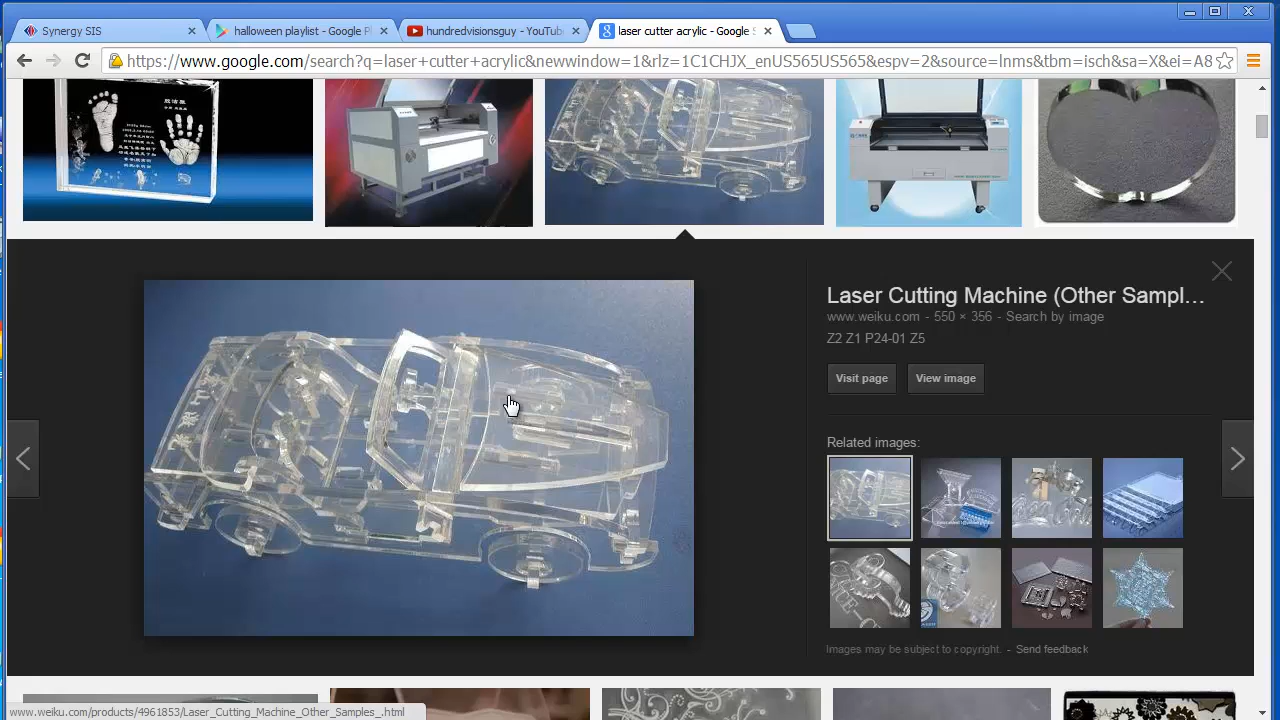 Synergy SIS
halloween playlist - Google Pl
hundredvisionsguy - YouTub
laser cutter acrylic - Google S
https://www.google.com/search?q=laser+cutter+acrylic&newwindow=1&rlz=1C1CHJX_enUS565US565&espv=2&source=lnms&tbm=isch&sa=X&ei=A8
Laser Cutting Machine (Other Sampl...
www.weiku.com - 550 × 356 - Search by image
Z2 Z1 P24-01 Z5
Visit page
View image
Related images:
Images may be subject to copyright. - Send feedback
www.weiku.com/products/4961853/Laser_Cutting_Machine_Other_Samples_.html